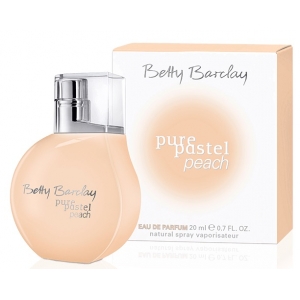 Betty Barclay
pure
pastel
peach
EAU DE PARFUM 20 ml ℮ 0.7 FL. OZ.
natural spray vaporisateur
Betty Barclay
pure
pastel
peach